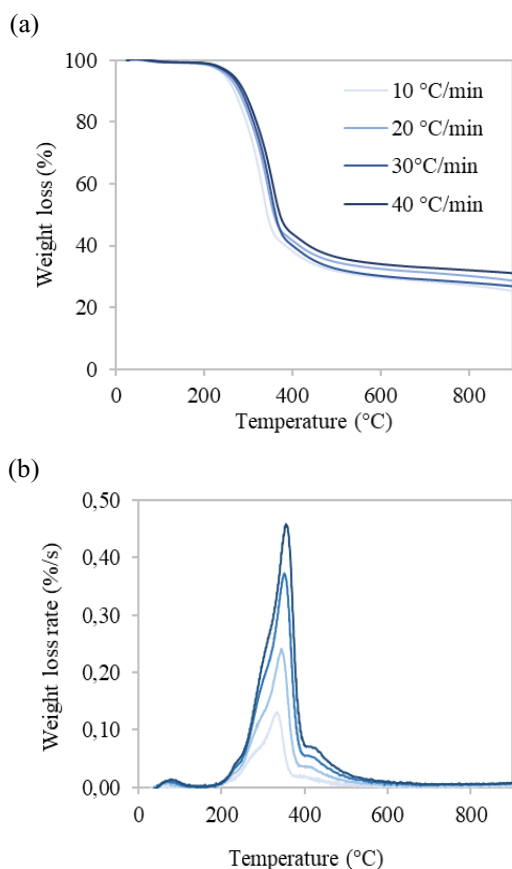 (a)
100
80
60
40
20
0
Weight loss (%)
10 °C/min
20 °C/min
30°C/min
40 °C/min
0 200 400 600 800
Temperature (°C)
(b)
0,50
0,40
0,30
0,20
0,10
0,00
Weight loss rate (%/s)
0 200 400 600 800
Temperature (°C)